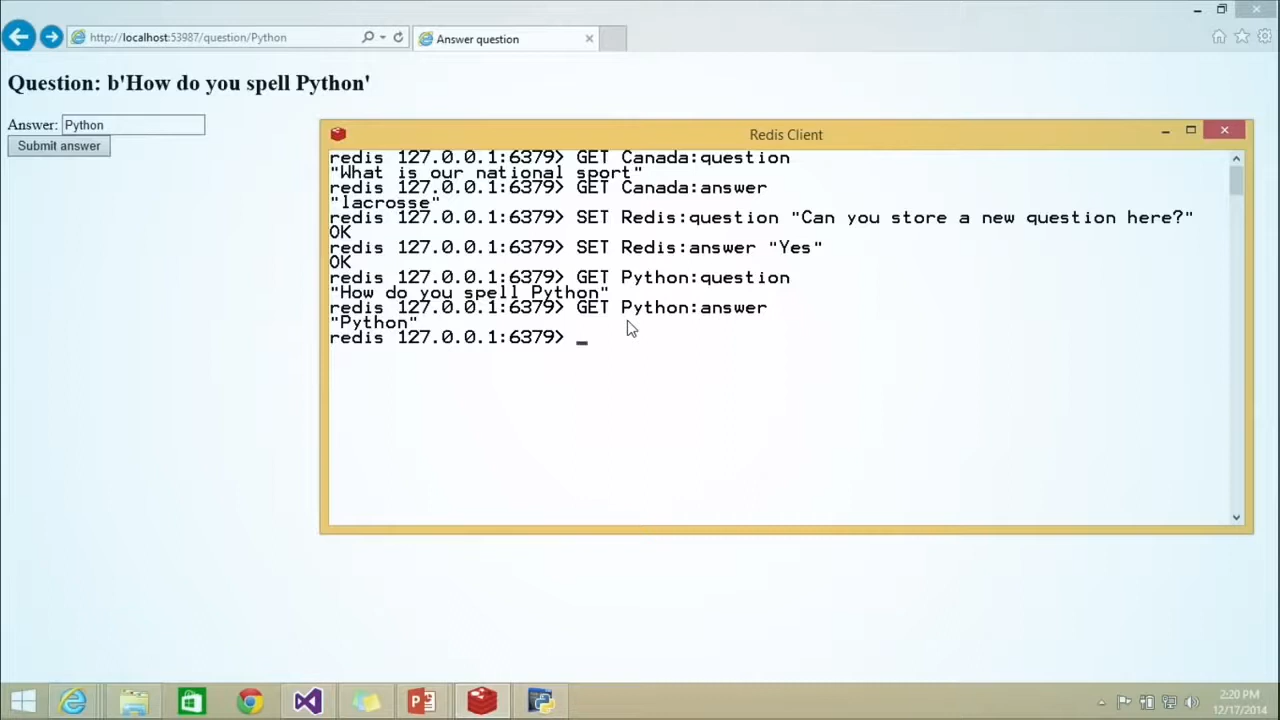 http://localhost:53987/question/Python
Answer question
Question: b'How do you spell Python'
Answer: Python
Submit answer
Redis Client
redis 127.0.0.1:6379> GET Canada:question
"What is our national sport"
redis 127.0.0.1:6379> GET Canada:answer
"lacrosse"
redis 127.0.0.1:6379> SET Redis:question "Can you store a new question here?"
OK
redis 127.0.0.1:6379> SET Redis:answer "Yes"
OK
redis 127.0.0.1:6379> GET Python:question
"How do you spell Python"
redis 127.0.0.1:6379> GET Python:answer
"Python"
redis 127.0.0.1:6379>
2:20 PM
12/17/2014